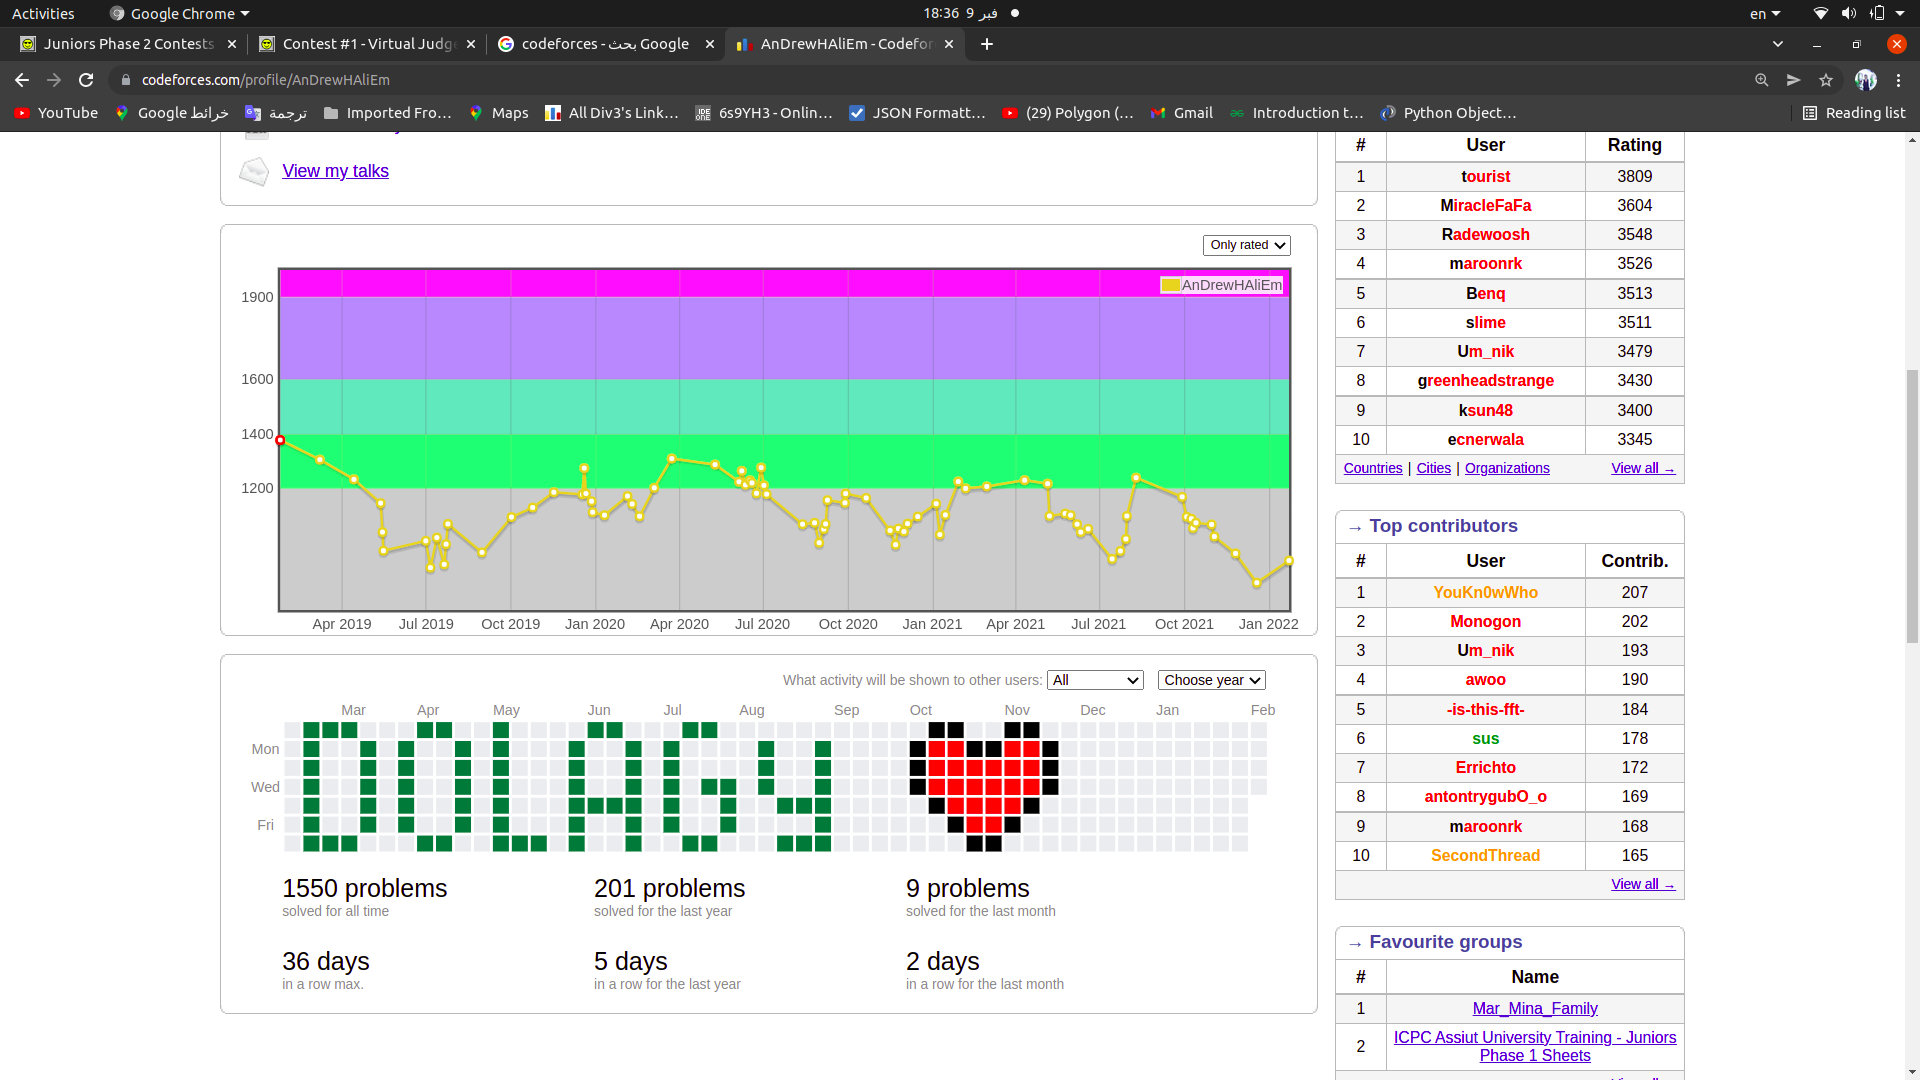 Activities
Google Chrome
18:36  9 فبر
en
Juniors Phase 2 Contests
Contest #1 - Virtual Judge
codeforces - بحث Google
AnDrewHAliEm - Codefor
codeforces.com/profile/AnDrewHAliEm
YouTube
خرائط Google
ترجمة
Imported Fro…
Maps
All Div3's Link…
6s9YH3 - Onlin…
JSON Formatt…
(29) Polygon (…
Gmail
Introduction t…
Python Object…
Reading list
View my talks
Only rated
AnDrewHAliEm
1900
1600
1400
1200
Apr 2019 Jul 2019 Oct 2019 Jan 2020 Apr 2020 Jul 2020 Oct 2020 Jan 2021 Apr 2021 Jul 2021 Oct 2021 Jan 2022
What activity will be shown to other users: All Choose year
Mar Apr May Jun Jul Aug Sep Oct Nov Dec Jan Feb
Mon
Wed
Fri
1550 problems
solved for all time
201 problems
solved for the last year
9 problems
solved for the last month
36 days
in a row max.
5 days
in a row for the last year
2 days
in a row for the last month
# User Rating
1 tourist 3809
2 MiracleFaFa 3604
3 Radewoosh 3548
4 maroonrk 3526
5 Benq 3513
6 slime 3511
7 Um_nik 3479
8 greenheadstrange 3430
9 ksun48 3400
10 ecnerwala 3345
Countries | Cities | Organizations View all →
→ Top contributors
# User Contrib.
1 YouKn0wWho 207
2 Monogon 202
3 Um_nik 193
4 awoo 190
5 -is-this-fft- 184
6 sus 178
7 Errichto 172
8 antontrygubO_o 169
9 maroonrk 168
10 SecondThread 165
View all →
→ Favourite groups
# Name
1 Mar_Mina_Family
2 ICPC Assiut University Training - Juniors
Phase 1 Sheets